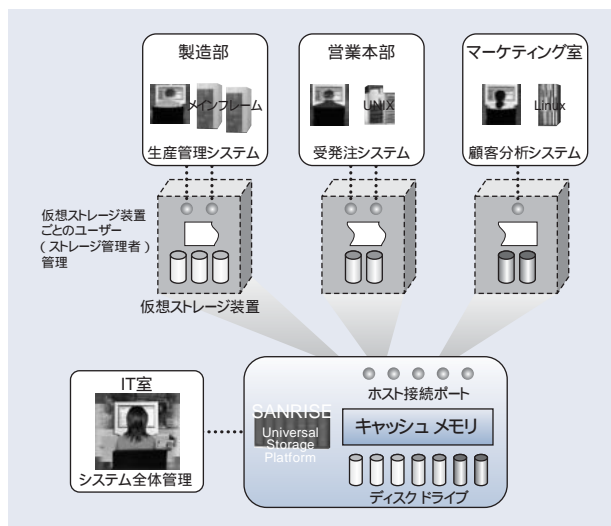 製造部
営業本部
マーケティング室
メインフレーム
UNIX
Linux
生産管理システム
受発注システム
顧客分析システム
仮想ストレージ装置
ごとのユーザー
(ストレージ管理者)
管理
仮想ストレージ装置
IT室
システム全体管理
ホスト接続ポート
SANRISE
Universal
Storage
Platform
キャッシュ メモリ
ディスク ドライブ